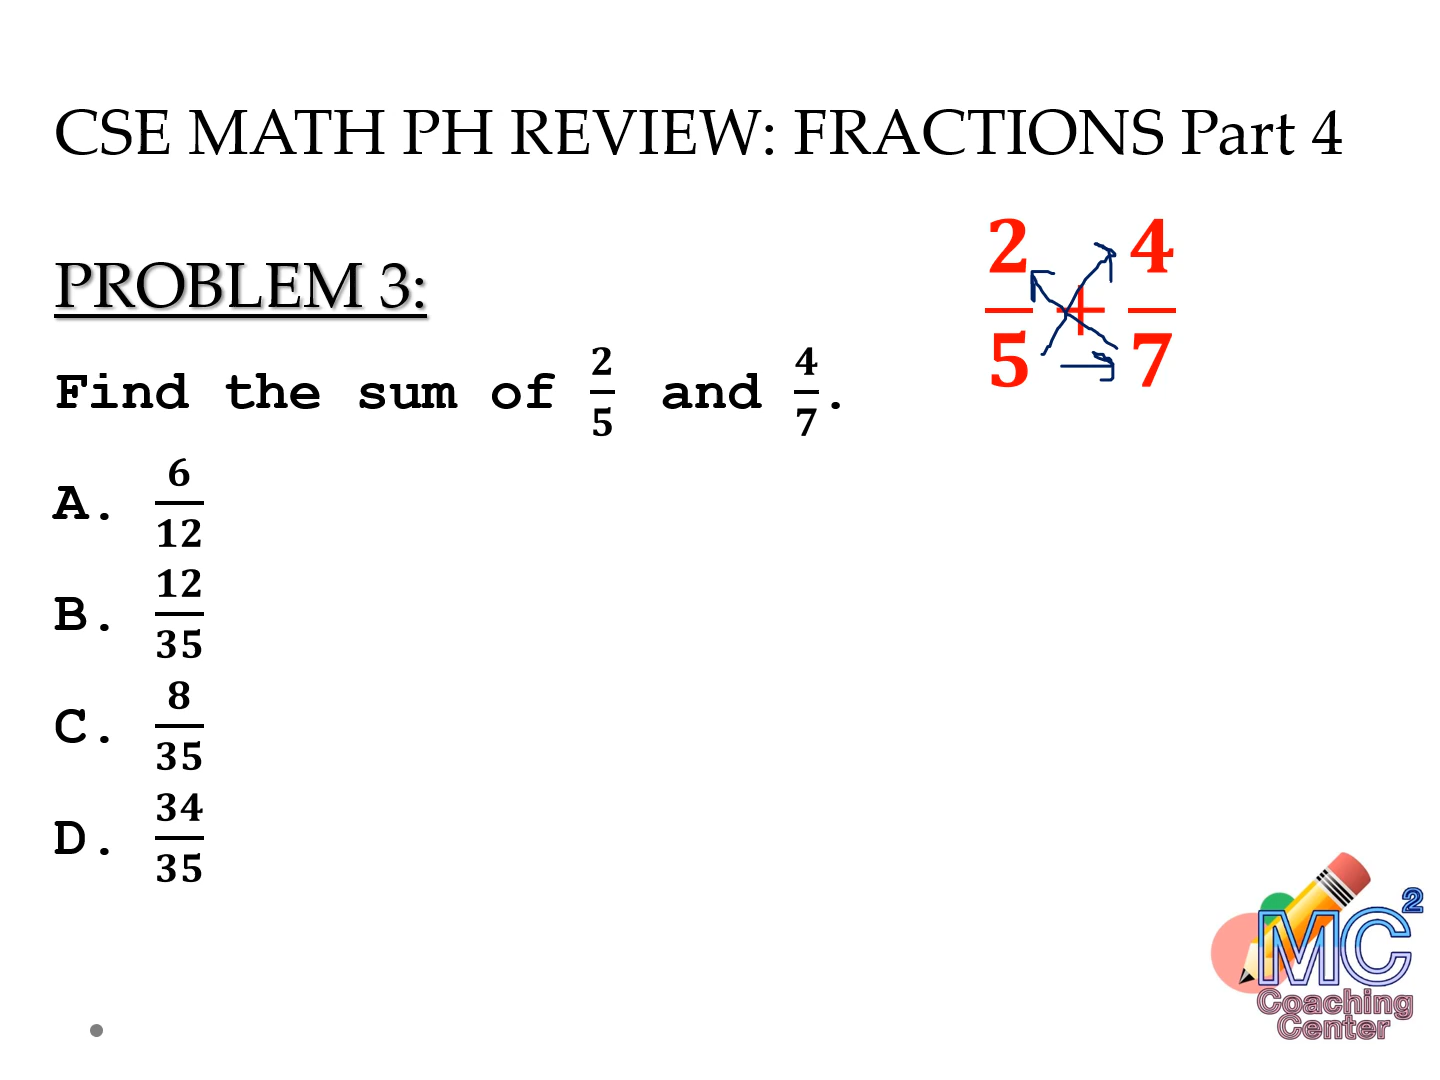 CSE MATH PH REVIEW: FRACTIONS Part 4
2/5 + 4/7
PROBLEM 3:
Find the sum of 2/5 and 4/7.
A. 6/12
B. 12/35
C. 8/35
D. 34/35
MC²
Coaching
Center